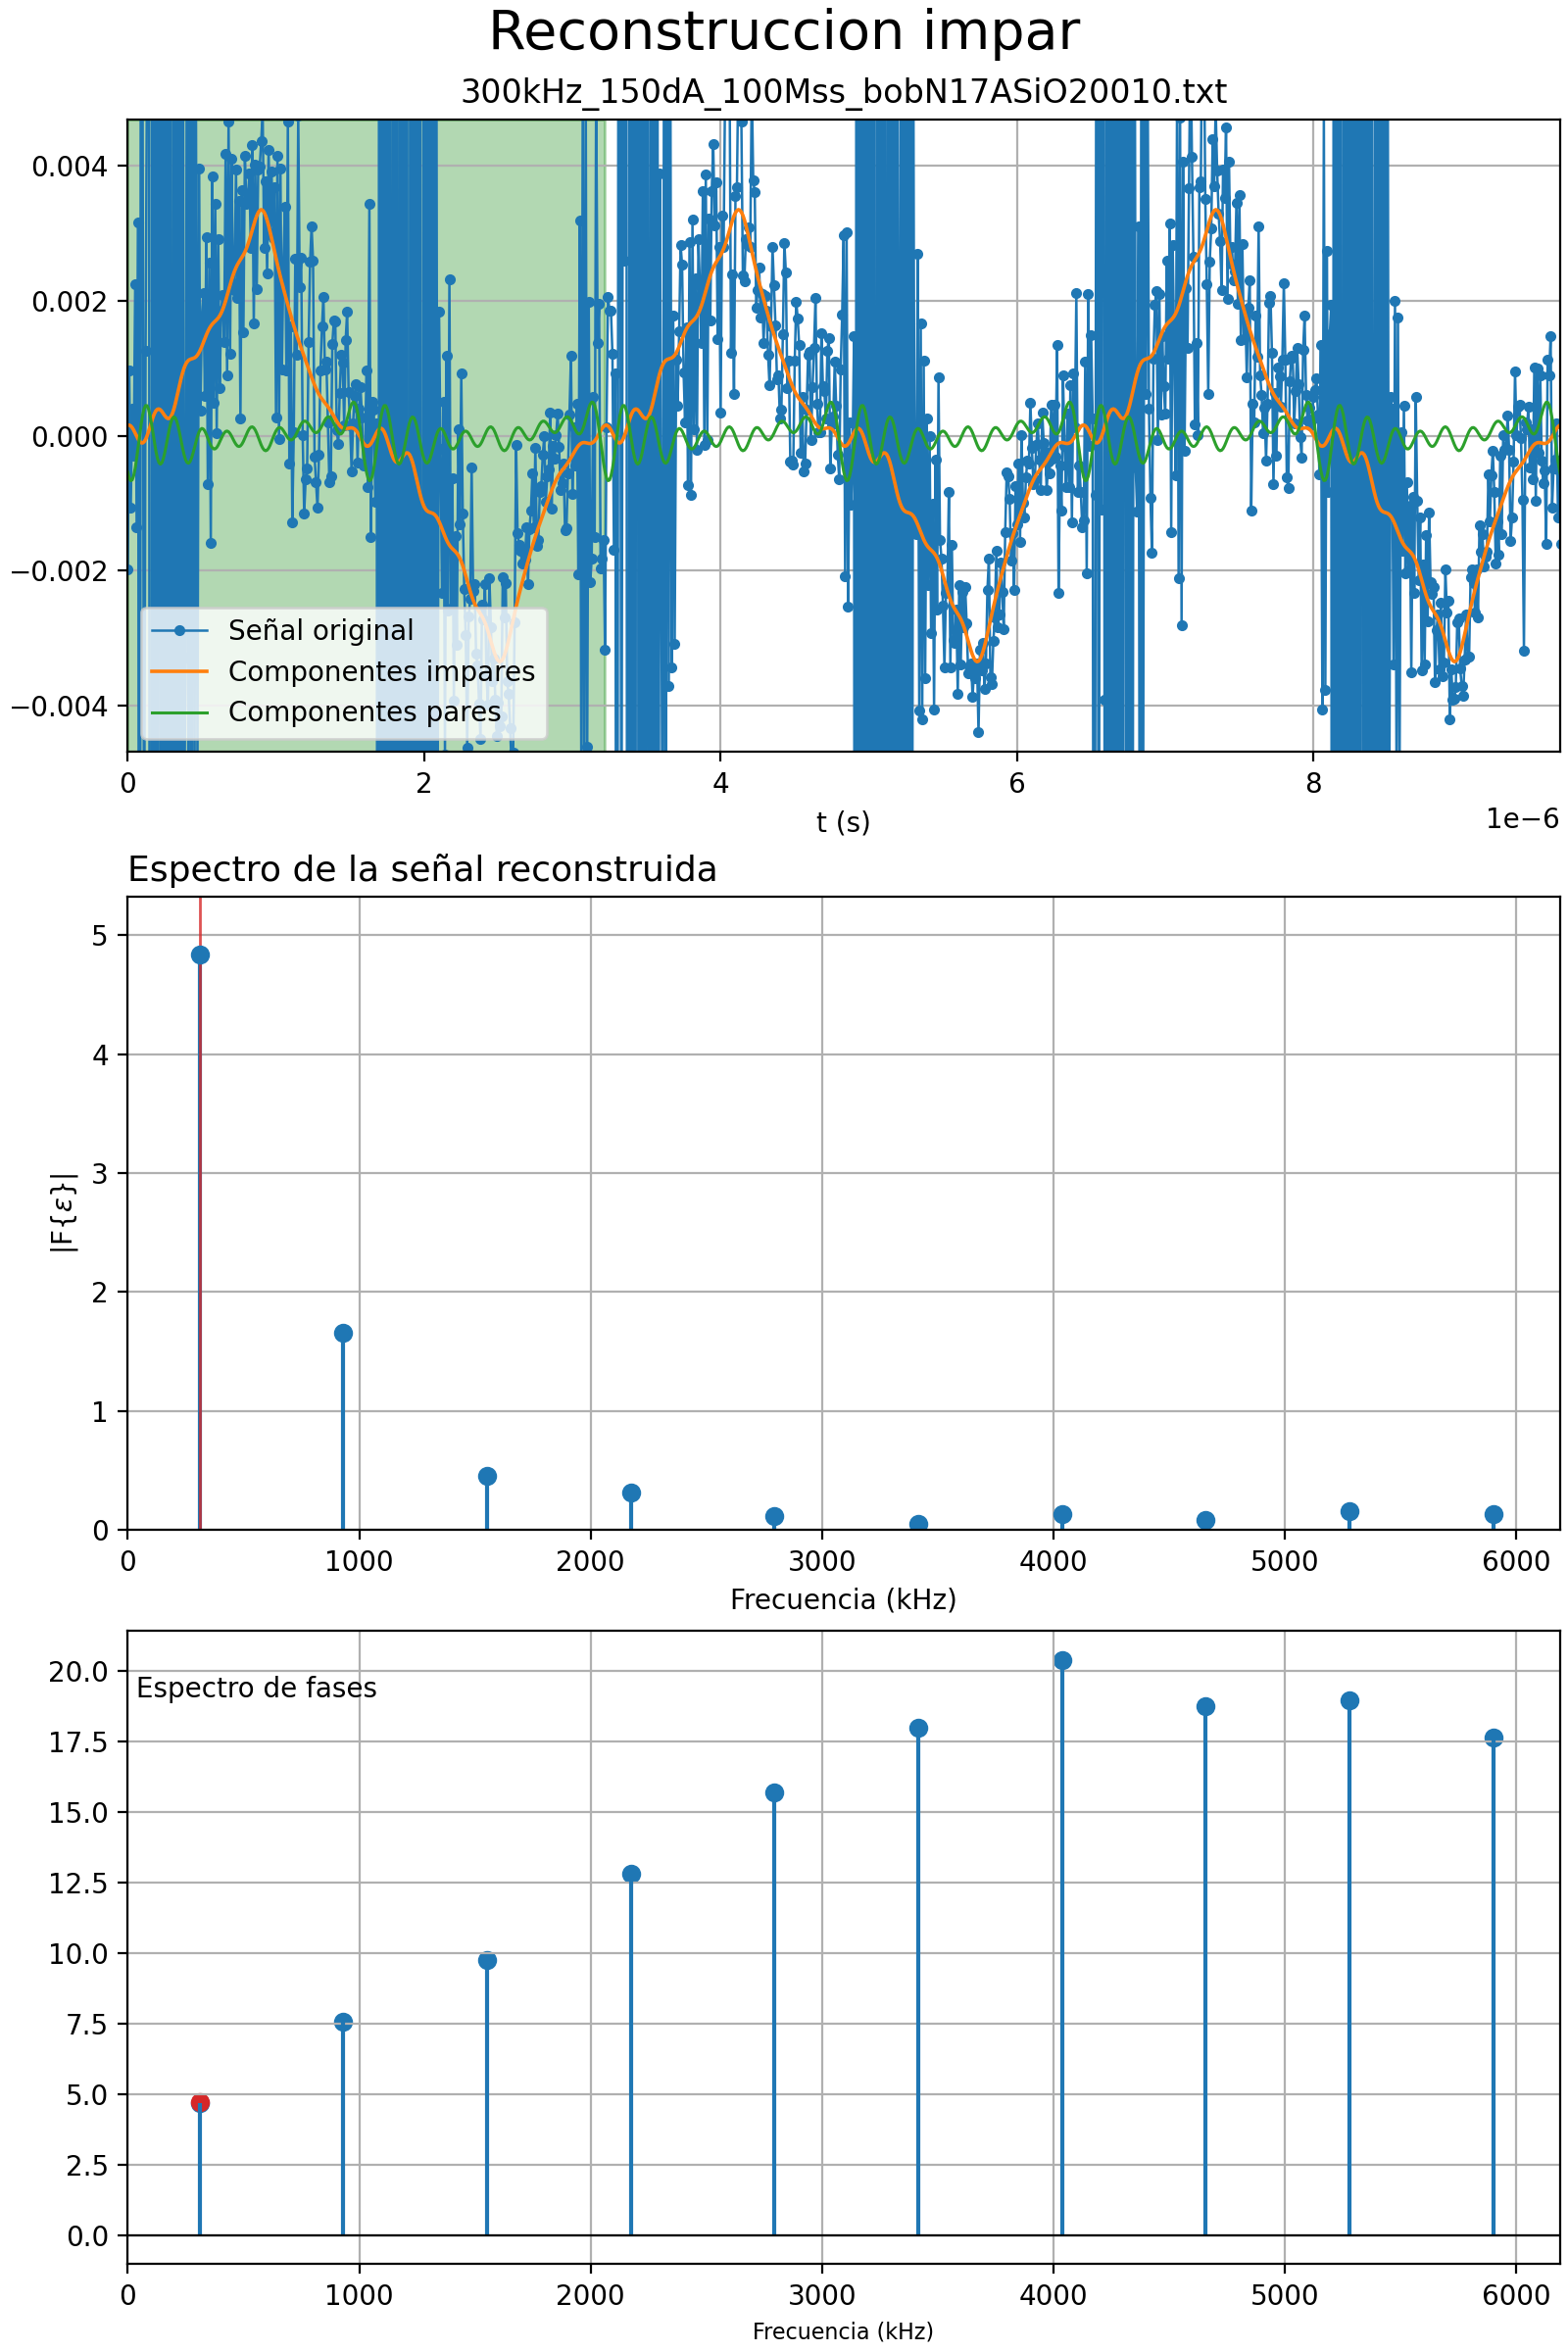 Reconstruccion impar
300kHz_150dA_100Mss_bobN17ASiO20010.txt
0.004
0.002
0.000
−0.002
−0.004
Señal original
Componentes impares
Componentes pares
0 2 4 6 8
1e−6
t (s)
Espectro de la señal reconstruida
5
4
3
2
1
0
|F{ε}|
0 1000 2000 3000 4000 5000 6000
Frecuencia (kHz)
20.0
17.5
15.0
12.5
10.0
7.5
5.0
2.5
0.0
Espectro de fases
0 1000 2000 3000 4000 5000 6000
Frecuencia (kHz)